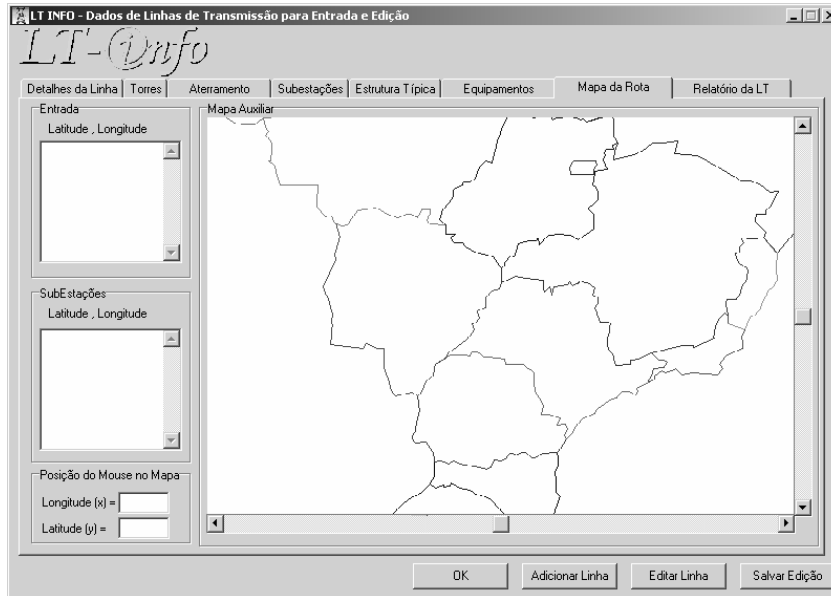 LT INFO - Dados de Linhas de Transmissão para Entrada e Edição
LT-@info
Detalhes da Linha Torres Aterramento Subestações Estrutura Típica Equipamentos Mapa da Rota Relatório da LT
Entrada
Latitude , Longitude
SubEstações
Latitude , Longitude
Posição do Mouse no Mapa
Longitude (x) =
Latitude (y) =
Mapa Auxiliar
OK Adicionar Linha Editar Linha Salvar Edição